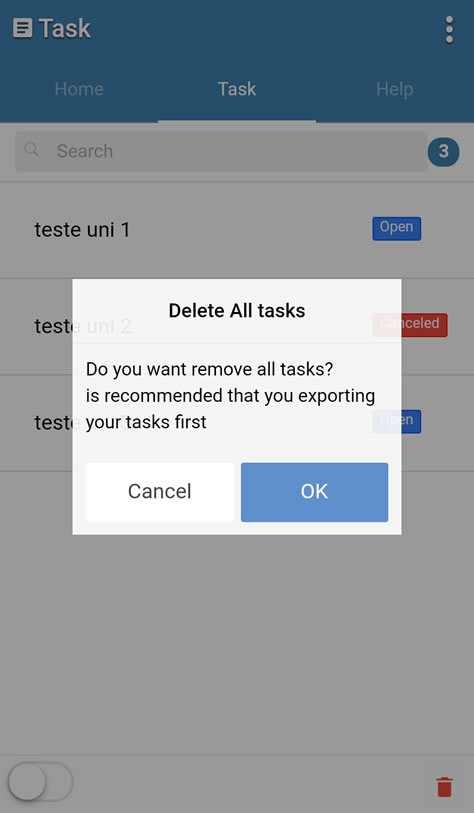 Task
Home Task Help
Search 3
teste uni 1 Open
Delete All tasks
teste uni 2 Canceled
Do you want remove all tasks?
is recommended that you exporting
your tasks first
teste Open
Cancel OK